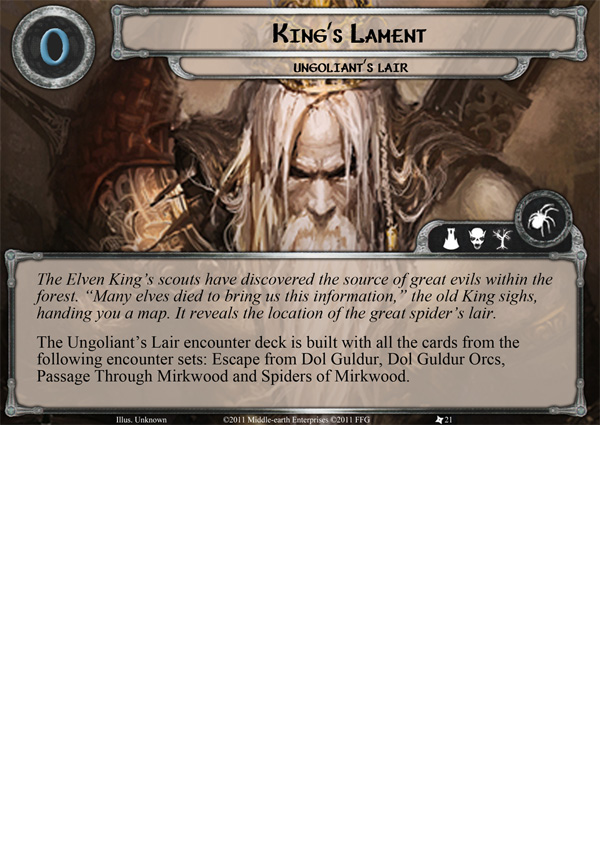 0
King's Lament
Ungoliant's Lair
The Elven King's scouts have discovered the source of great evils within the
forest. “Many elves died to bring us this information,” the old King sighs,
handing you a map. It reveals the location of the great spider's lair.
The Ungoliant's Lair encounter deck is built with all the cards from the
following encounter sets: Escape from Dol Guldur, Dol Guldur Orcs,
Passage Through Mirkwood and Spiders of Mirkwood.
Illus. Unknown ©2011 Middle-earth Enterprises ©2011 FFG 21